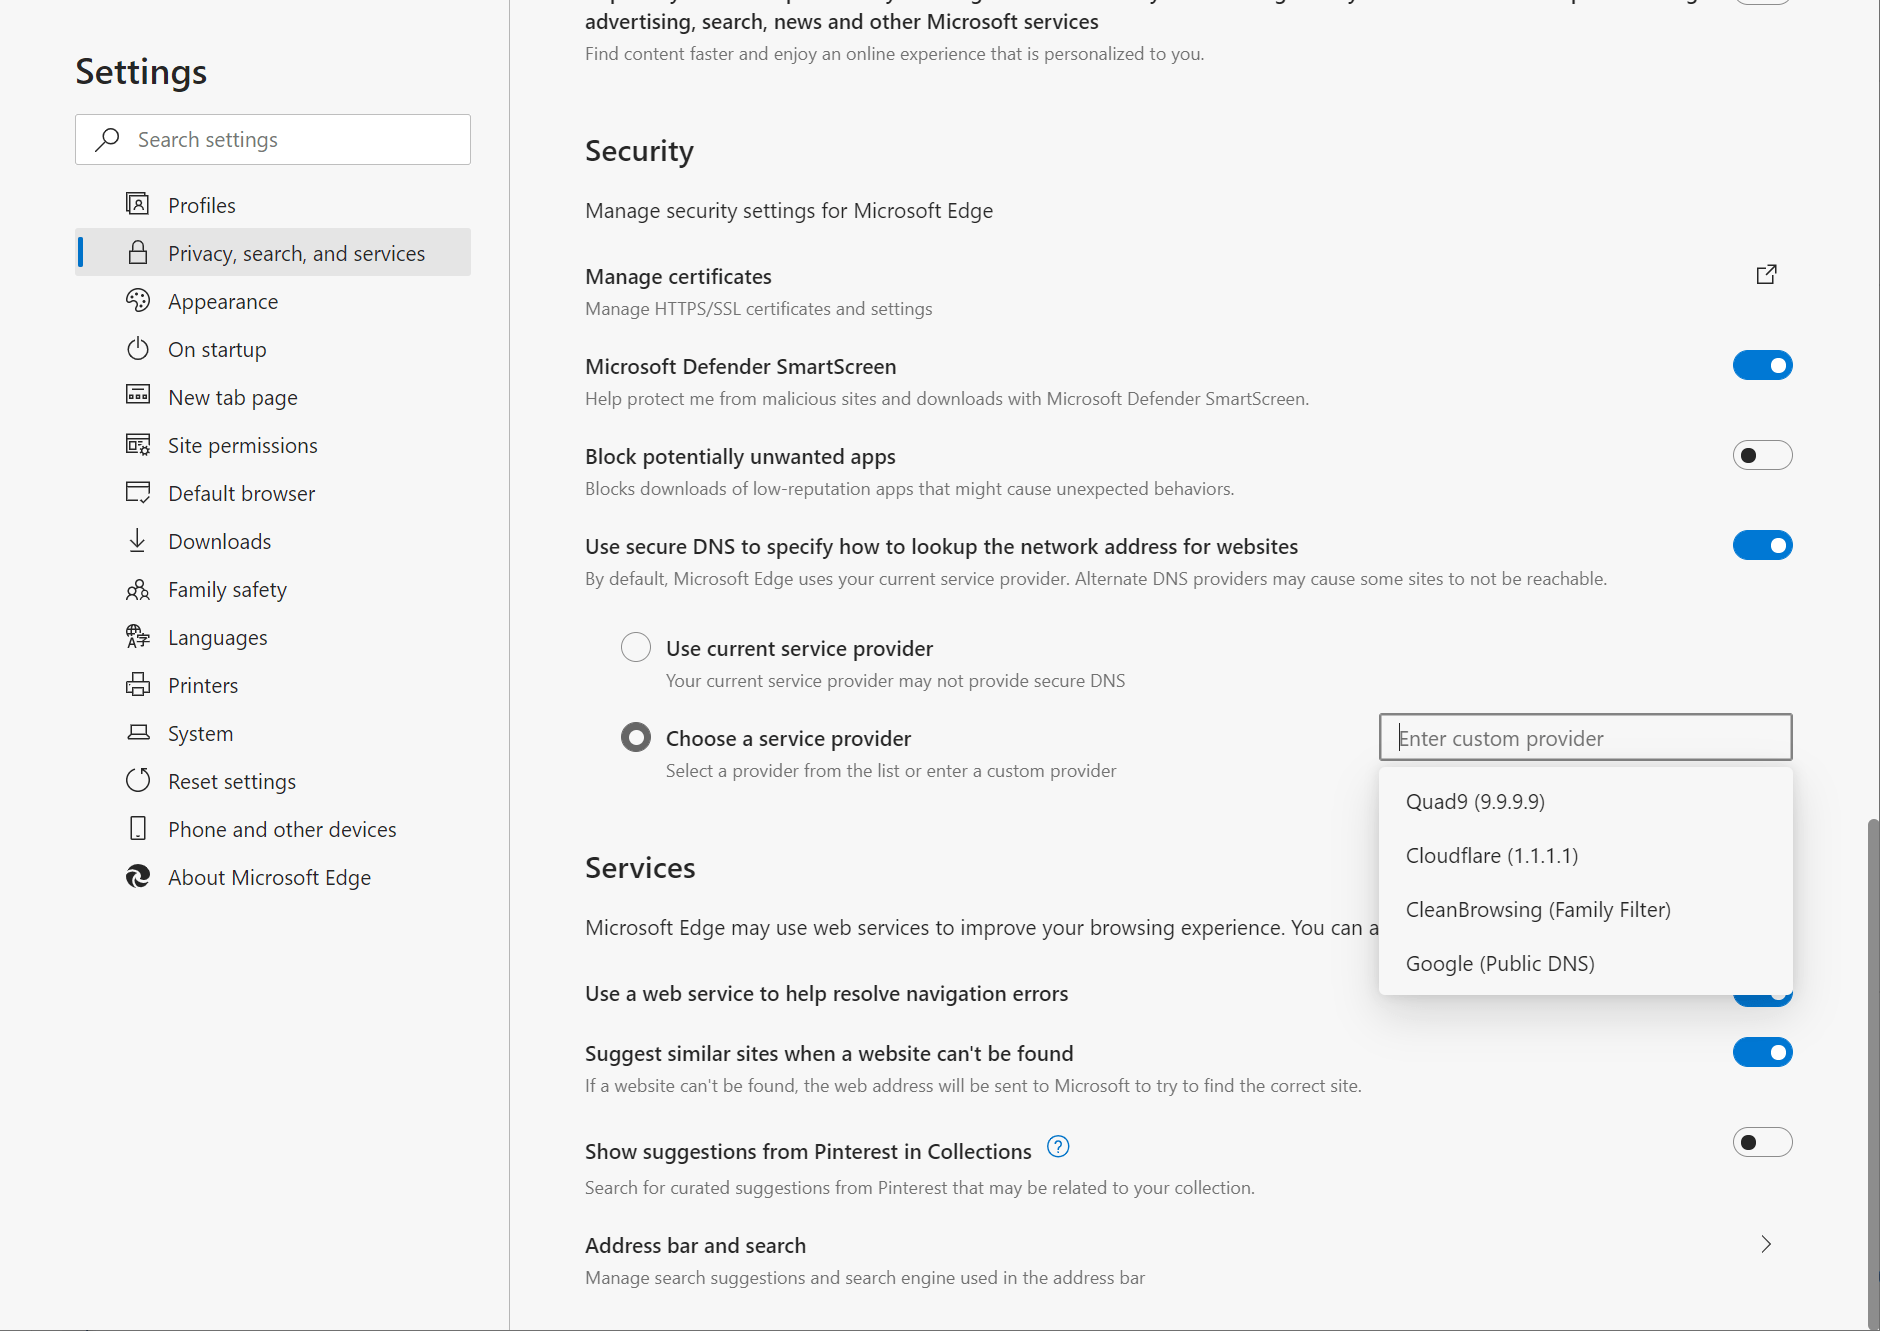 Settings
Search settings
Profiles
Privacy, search, and services
Appearance
On startup
New tab page
Site permissions
Default browser
Downloads
Family safety
Languages
Printers
System
Reset settings
Phone and other devices
About Microsoft Edge
advertising, search, news and other Microsoft services
Find content faster and enjoy an online experience that is personalized to you.
Security
Manage security settings for Microsoft Edge
Manage certificates
Manage HTTPS/SSL certificates and settings
Microsoft Defender SmartScreen
Help protect me from malicious sites and downloads with Microsoft Defender SmartScreen.
Block potentially unwanted apps
Blocks downloads of low-reputation apps that might cause unexpected behaviors.
Use secure DNS to specify how to lookup the network address for websites
By default, Microsoft Edge uses your current service provider. Alternate DNS providers may cause some sites to not be reachable.
Use current service provider
Your current service provider may not provide secure DNS
Choose a service provider
Select a provider from the list or enter a custom provider
Enter custom provider
Quad9 (9.9.9.9)
Cloudflare (1.1.1.1)
CleanBrowsing (Family Filter)
Google (Public DNS)
Services
Microsoft Edge may use web services to improve your browsing experience. You can a
Use a web service to help resolve navigation errors
Suggest similar sites when a website can't be found
If a website can't be found, the web address will be sent to Microsoft to try to find the correct site.
Show suggestions from Pinterest in Collections
Search for curated suggestions from Pinterest that may be related to your collection.
Address bar and search
Manage search suggestions and search engine used in the address bar